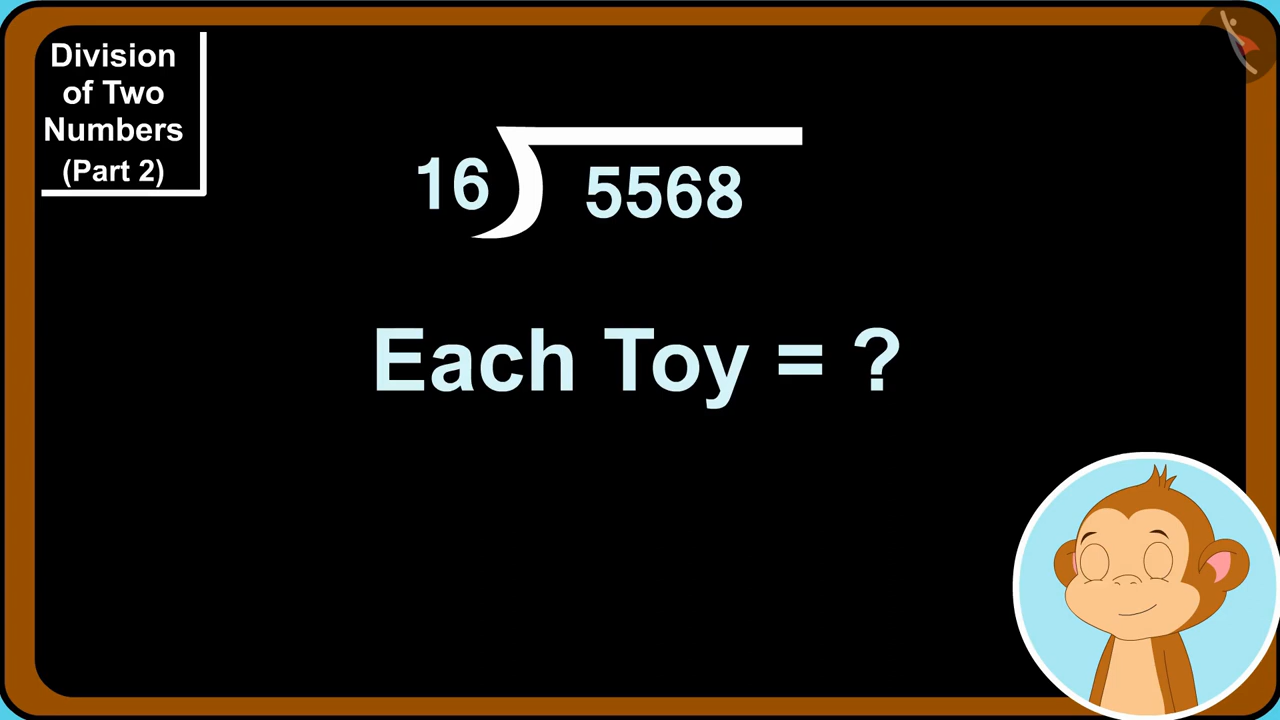 Division
of Two
Numbers
(Part 2)
16 5568
Each Toy = ?